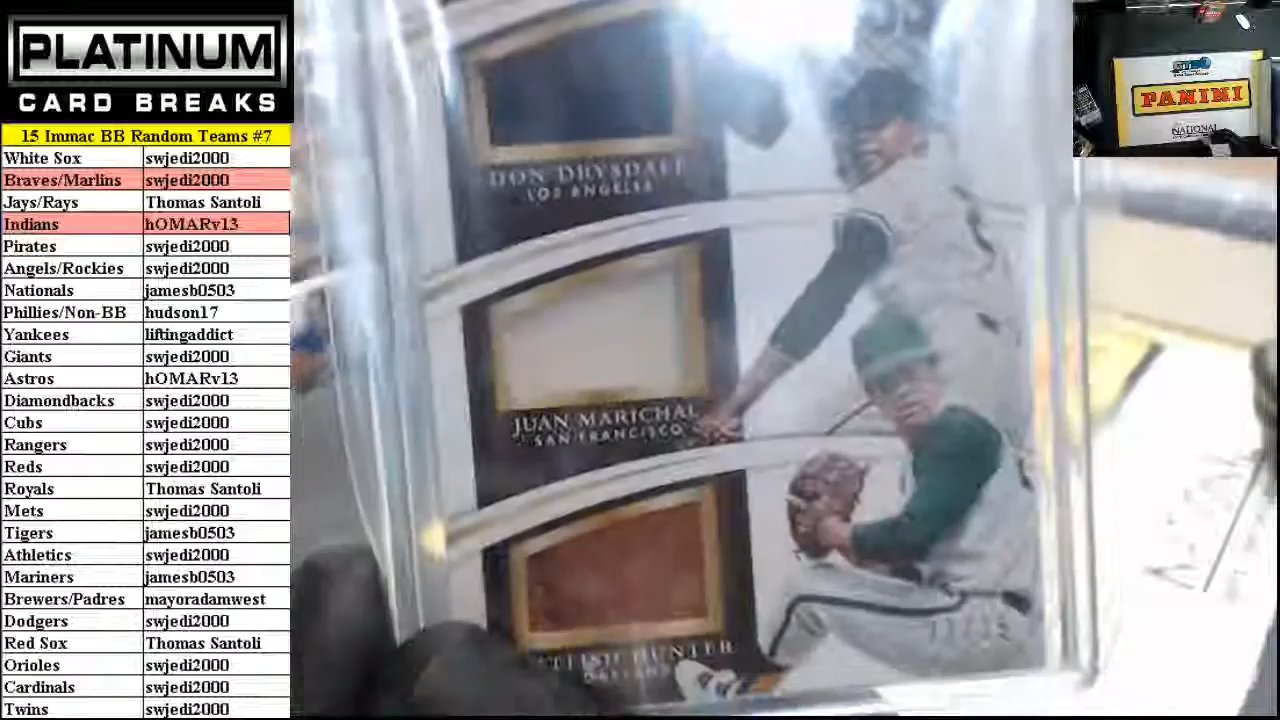 PLATINUM
CARD BREAKS
15 Immac BB Random Teams #7
White Sox swjedi2000
Braves/Marlins swjedi2000
Jays/Rays Thomas Santoli
Indians hOMARv13
Pirates swjedi2000
Angels/Rockies swjedi2000
Nationals jamesb0503
Phillies/Non-BB hudson17
Yankees liftingaddict
Giants swjedi2000
Astros hOMARv13
Diamondbacks swjedi2000
Cubs swjedi2000
Rangers swjedi2000
Reds swjedi2000
Royals Thomas Santoli
Mets swjedi2000
Tigers jamesb0503
Athletics swjedi2000
Mariners jamesb0503
Brewers/Padres mayoradamwest
Dodgers swjedi2000
Red Sox Thomas Santoli
Orioles swjedi2000
Cardinals swjedi2000
Twins swjedi2000
DON DRYSDALE
LOS ANGELES
JUAN MARICHAL
SAN FRANCISCO
HUNTER
OAKLAND
PANINI
NATIONAL